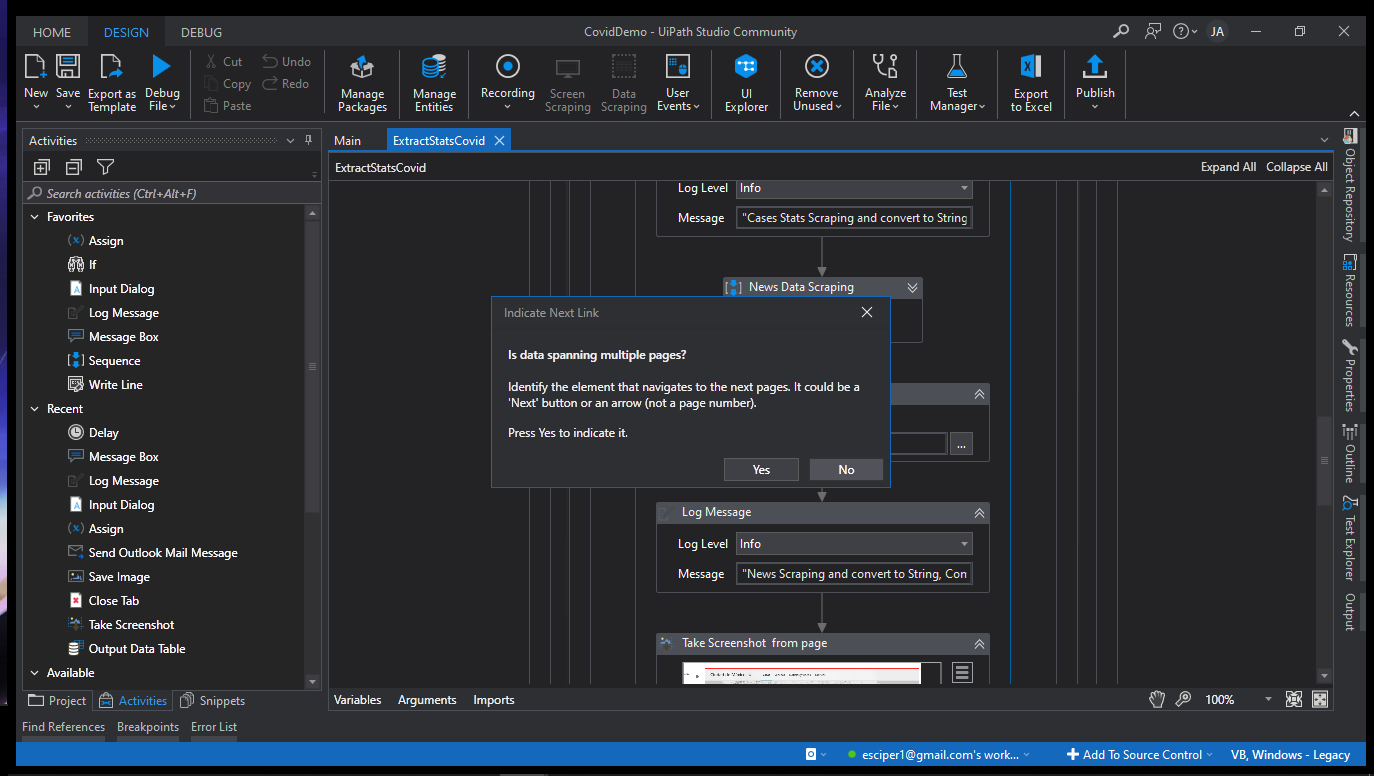 HOME DESIGN DEBUG CovidDemo - UiPath Studio Community JA
New Save Export as Template Debug File
Cut Copy Paste Undo Redo
Manage Packages
Manage Entities
Recording
Screen Scraping
Data Scraping
User Events
UI Explorer
Remove Unused
Analyze File
Test Manager
Export to Excel
Publish
Activities
Search activities (Ctrl+Alt+F)
Favorites
Assign
If
Input Dialog
Log Message
Message Box
Sequence
Write Line
Recent
Delay
Message Box
Log Message
Input Dialog
Assign
Send Outlook Mail Message
Save Image
Close Tab
Take Screenshot
Output Data Table
Available
Project Activities Snippets
Find References Breakpoints Error List
Main ExtractStatsCovid
ExtractStatsCovid Expand All Collapse All
Log Level Info
Message "Cases Stats Scraping and convert to String
News Data Scraping
Indicate Next Link
Is data spanning multiple pages?
Identify the element that navigates to the next pages. It could be a
'Next' button or an arrow (not a page number).
Press Yes to indicate it.
Yes No
...
Log Message
Log Level Info
Message "News Scraping and convert to String, Con
Take Screenshot from page
Variables Arguments Imports 100%
Object Repository
Resources
Properties
Outline
Test Explorer
Output
esciper1@gmail.com's work... Add To Source Control VB, Windows - Legacy